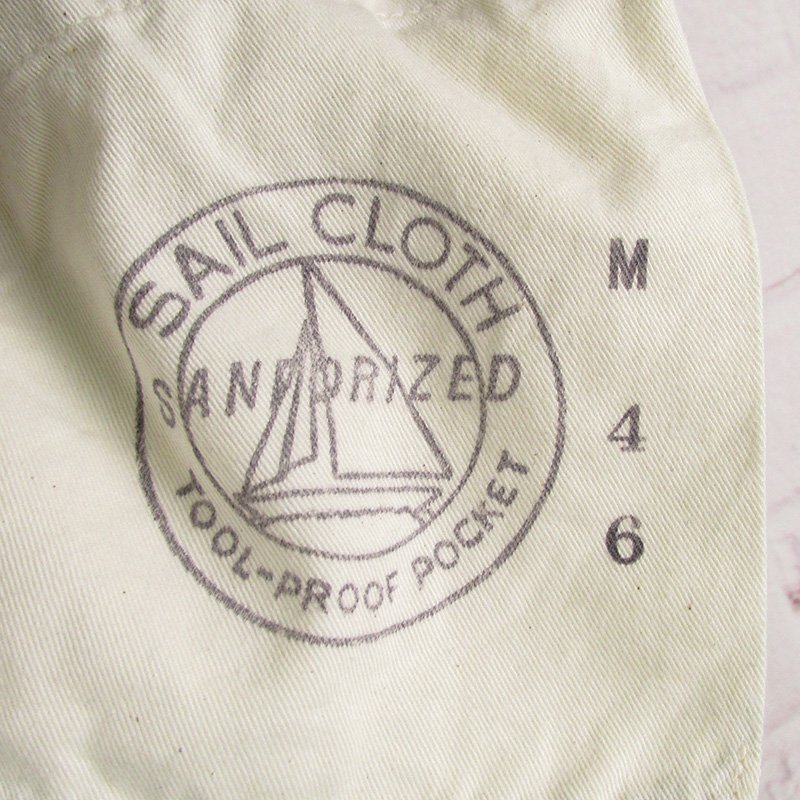 SAIL CLOTH
SANFORIZED
TOOL-PROOF POCKET
M
4
6